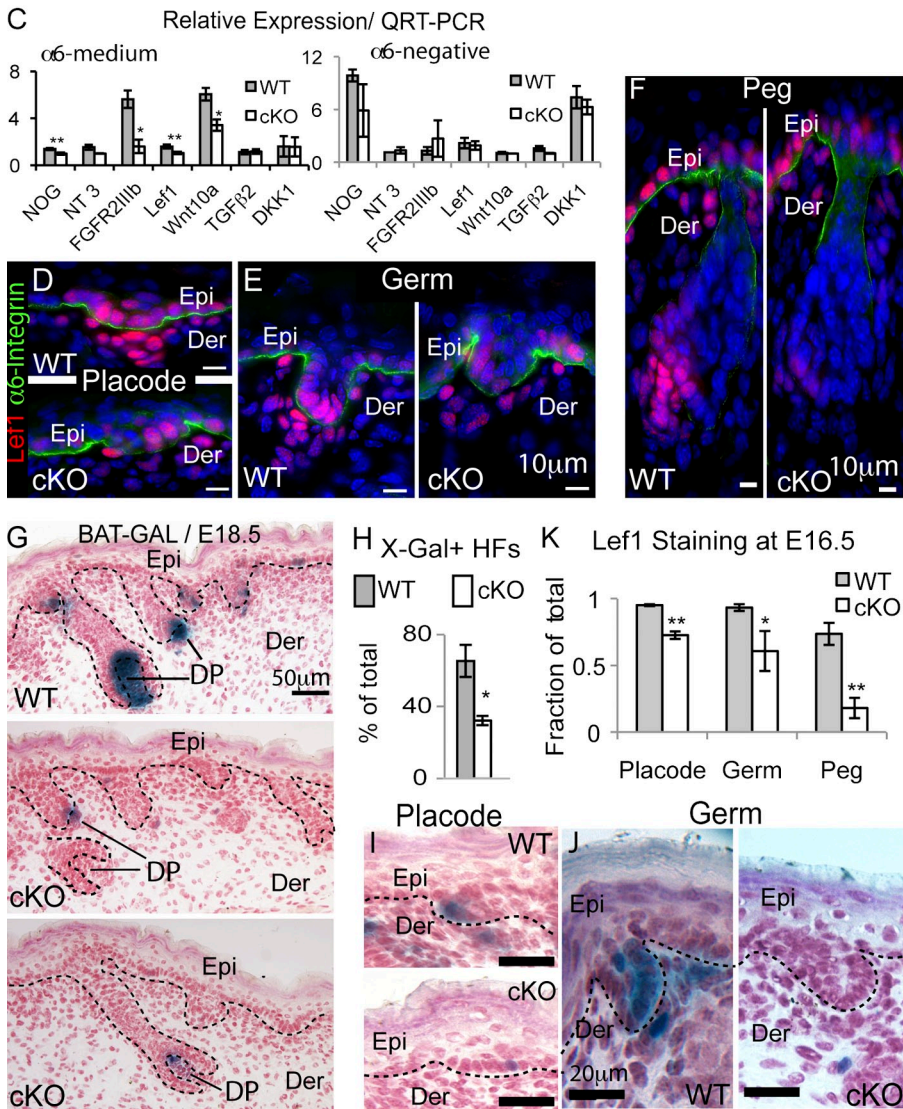 C Relative Expression/ QRT-PCR
α6-medium
α6-negative
8
4
0
WT
cKO
**
*
**
*
NOG
NT 3
FGFR2IIIb
Lef1
Wnt10a
TGFβ2
DKK1
12
6
0
WT
cKO
NOG
NT 3
FGFR2IIIb
Lef1
Wnt10a
TGFβ2
DKK1
Lef1 α6-Integrin
D
Epi
Der
WT
Placode
Epi
Der
cKO
E Germ
Epi
Der
WT
10μm
cKO
F Peg
Epi
Der
WT
Epi
Der
cKO 10μm
G BAT-GAL / E18.5
Epi
Der
DP
WT
50μm
Epi
DP
Der
cKO
Epi
DP
Der
cKO
H X-Gal+ HFs
WT
cKO
% of total
80
40
0
*
K Left Staining at E16.5
WT
cKO
Fraction of total
1
0.5
0
**
*
**
Placode
Germ
Peg
Placode
I
WT
Epi
Der
cKO
Epi
Der
Germ
J
Epi
Der
20μm
WT
Epi
Der
cKO